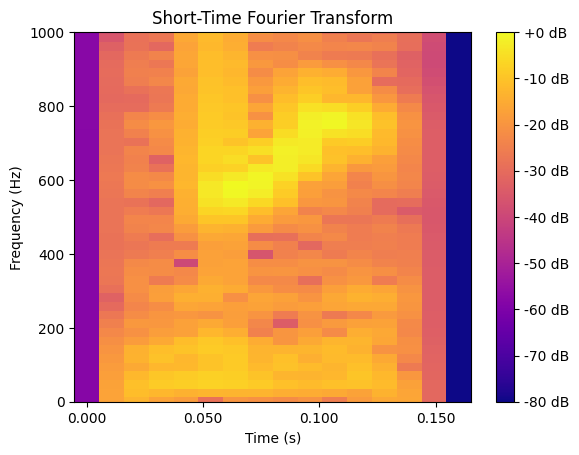 Short-Time Fourier Transform
Frequency (Hz)
1000
800
600
400
200
0
0.000
0.050
0.100
0.150
Time (s)
+0 dB
-10 dB
-20 dB
-30 dB
-40 dB
-50 dB
-60 dB
-70 dB
-80 dB